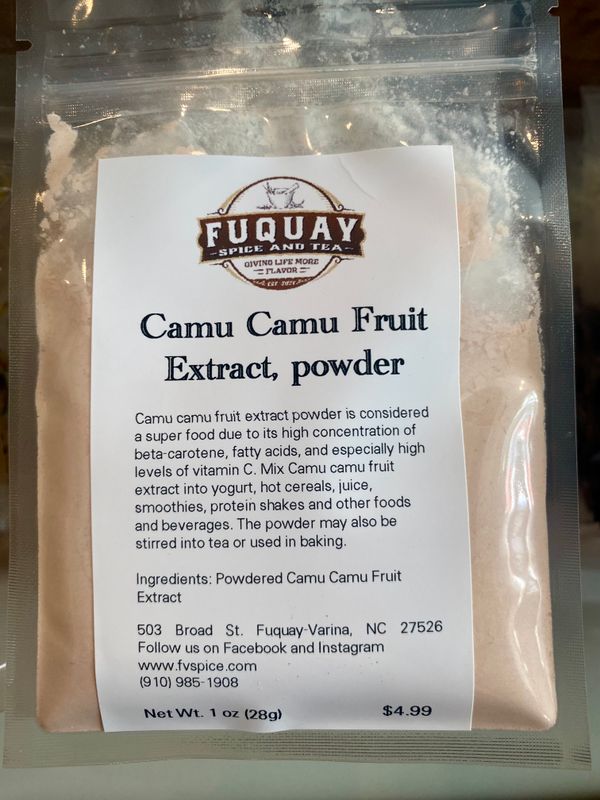 FUQUAY
SPICE AND TEA
GIVING LIFE MORE
FLAVOR
Camu Camu Fruit
Extract, powder
Camu camu fruit extract powder is considered
a super food due to its high concentration of
beta-carotene, fatty acids, and especially high
levels of vitamin C. Mix Camu camu fruit
extract into yogurt, hot cereals, juice,
smoothies, protein shakes and other foods
and beverages. The powder may also be
stirred into tea or used in baking.
Ingredients: Powdered Camu Camu Fruit
Extract
503 Broad St. Fuquay-Varina, NC 27526
Follow us on Facebook and Instagram
www.fvspice.com
(910) 985-1908
Net Wt. 1 oz (28g) $4.99